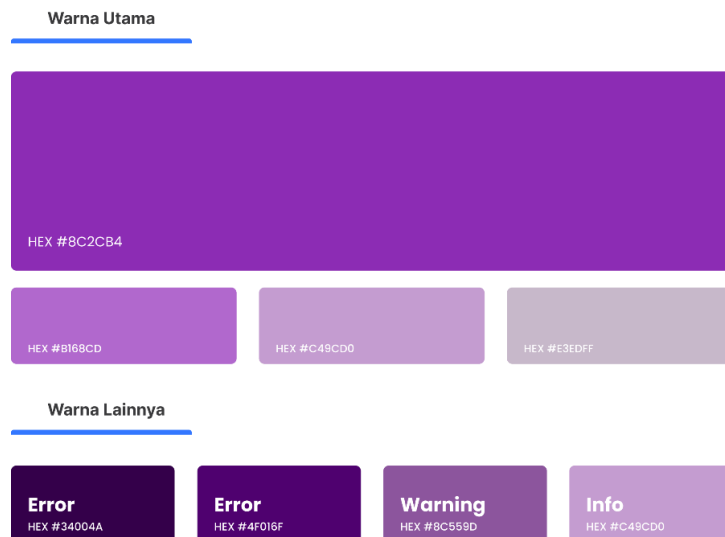 Warna Utama
HEX #8C2CB4
HEX #B168CD
HEX #C49CD0
HEX #E3EDFF
Warna Lainnya
Error
HEX #34004A
Error
HEX #4F016F
Warning
HEX #8C559D
Info
HEX #C49CD0